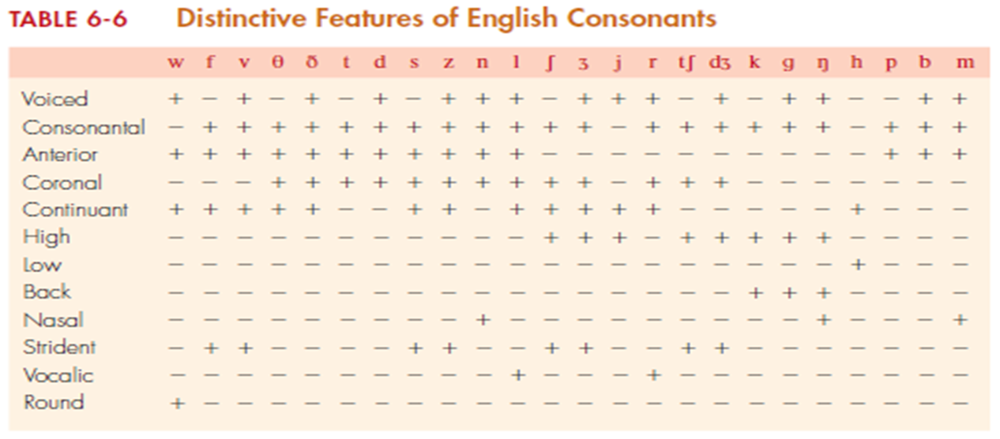 TABLE 6-6 Distinctive Features of English Consonants
w f v θ ð t d s z n l ʃ ʒ j r tʃ dʒ k g ŋ h p b m
Voiced + − + − + − + − + + + − + + + − + − + + − − + +
Consonantal − + + + + + + + + + + + + − + + + + + + − + + +
Anterior + + + + + + + + + + + − − − − − − − − − − + + +
Coronal − − − + + + + + + + + + + − + + + − − − − − − −
Continuant + + + + + − − + + − + + + + + − − − − − + − − −
High − − − − − − − − − − − + + + − + + + + + − − − −
Low − − − − − − − − − − − − − − − − − − − − + − − −
Back − − − − − − − − − − − − − − − − − + + + − − − −
Nasal − − − − − − − − − + − − − − − − − − − + − − − +
Strident − + + − − − − + + − − + + − − + + − − − − − − −
Vocalic − − − − − − − − − − + − − − + − − − − − − − − −
Round + − − − − − − − − − − − − − − − − − − − − − − −